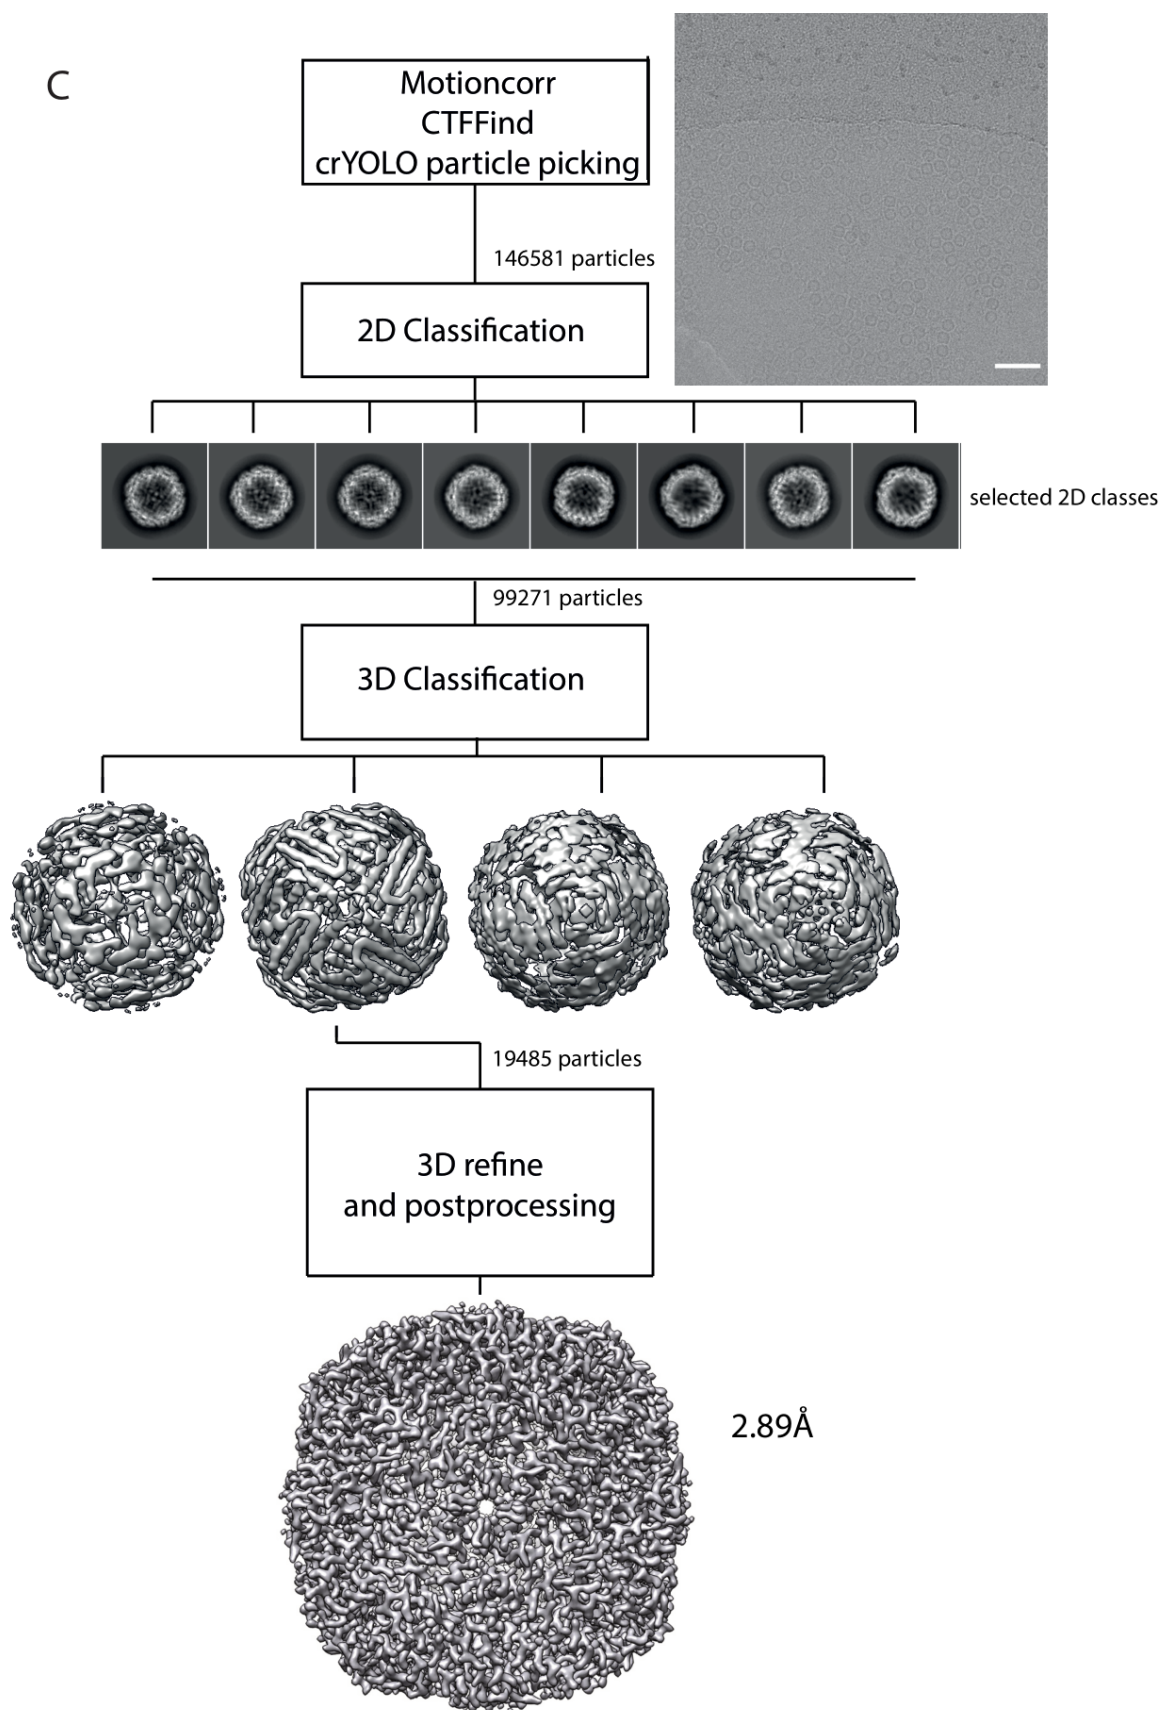 C
Motioncorr
CTFFind
crYOLO particle picking
146581 particles
2D Classification
selected 2D classes
99271 particles
3D Classification
19485 particles
3D refine
and postprocessing
2.89Å